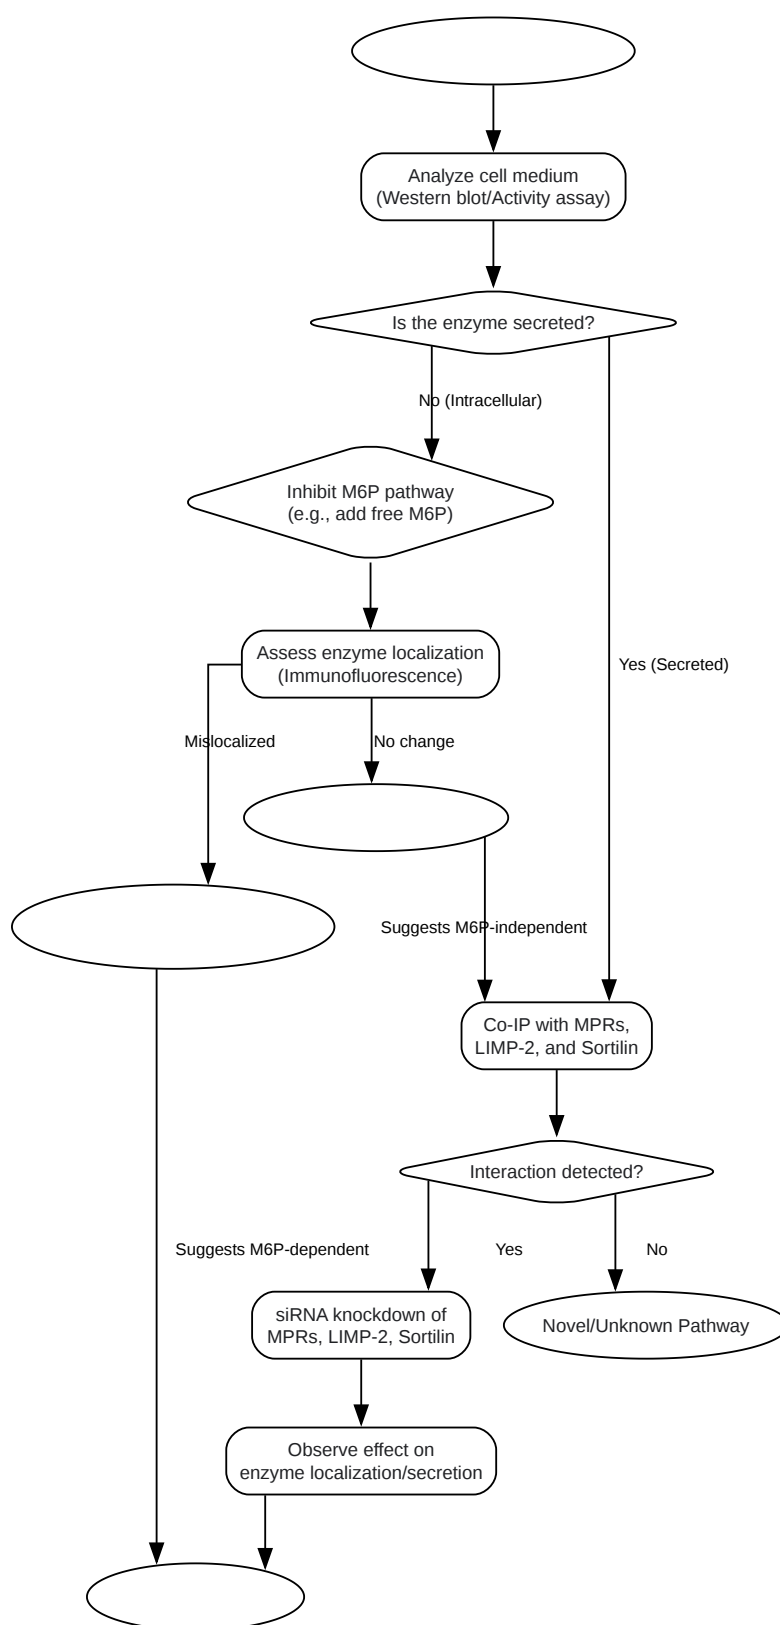 Analyze cell medium
(Western blot/Activity assay)
Is the enzyme secreted?
No (Intracellular)
Inhibit M6P pathway
(e.g., add free M6P)
Assess enzyme localization
(Immunofluorescence)
Yes (Secreted)
Mislocalized
No change
Suggests M6P-independent
Co-IP with MPRs,
LIMP-2, and Sortilin
Interaction detected?
Suggests M6P-dependent
Yes
No
siRNA knockdown of
MPRs, LIMP-2, Sortilin
Novel/Unknown Pathway
Observe effect on
enzyme localization/secretion